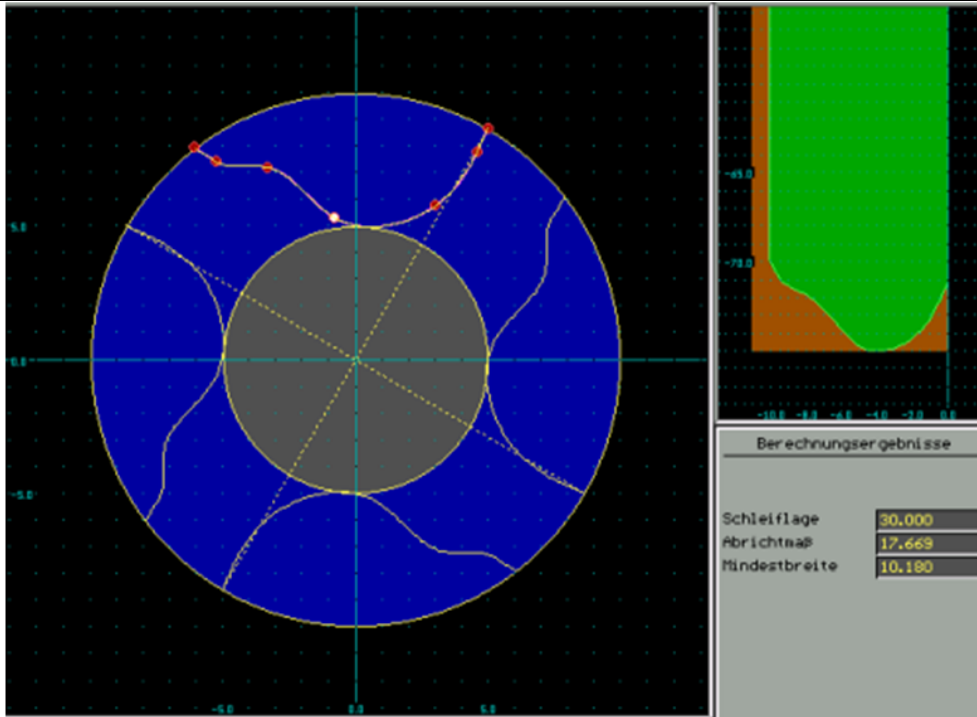 5.0
0.0
-5.0
-5.0
0.0
5.0
-65.0
-70.0
-10.0 -8.0 -6.0 -4.0 -2.0 0.0
Berechnungsergebnisse
Schleiflage 30.000
Abrichtmaß 17.669
Mindestbreite 10.180